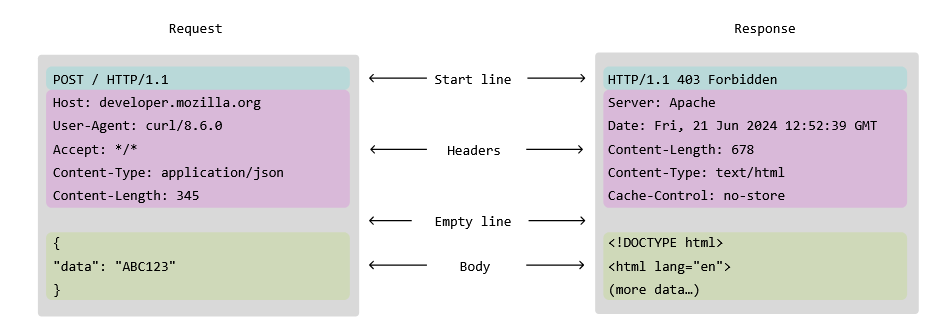 Request
POST / HTTP/1.1
Host: developer.mozilla.org
User-Agent: curl/8.6.0
Accept: */*
Content-Type: application/json
Content-Length: 345
{
"data": "ABC123"
}
Start line
Headers
Empty line
Body
Response
HTTP/1.1 403 Forbidden
Server: Apache
Date: Fri, 21 Jun 2024 12:52:39 GMT
Content-Length: 678
Content-Type: text/html
Cache-Control: no-store
<!DOCTYPE html>
<html lang="en">
(more data…)